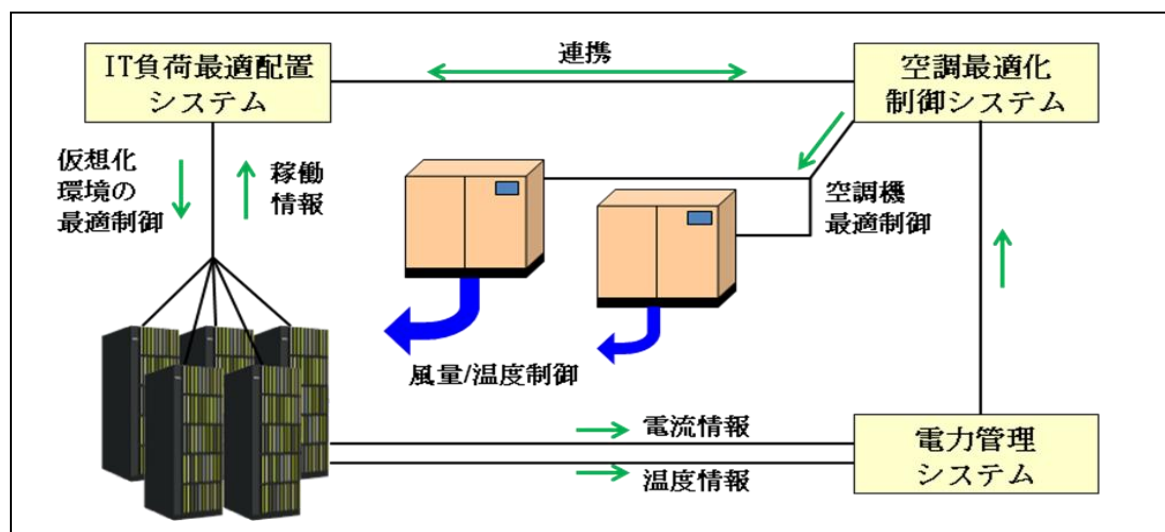 IT負荷最適配置
システム
連携
空調最適化
制御システム
仮想化
環境の
最適制御
稼働
情報
空調機
最適制御
風量/温度制御
電流情報
温度情報
電力管理
システム